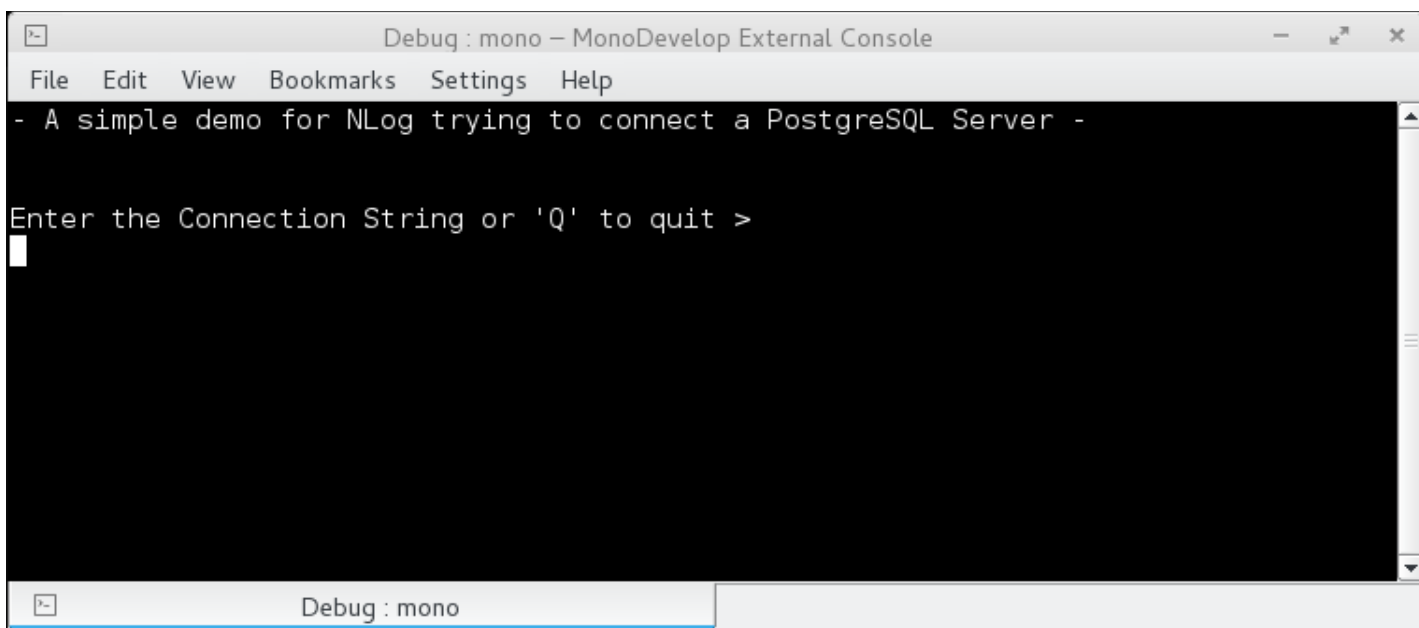 Debug : mono – MonoDevelop External Console
File Edit View Bookmarks Settings Help
- A simple demo for NLog trying to connect a PostgreSQL Server -
Enter the Connection String or 'Q' to quit >
Debug : mono